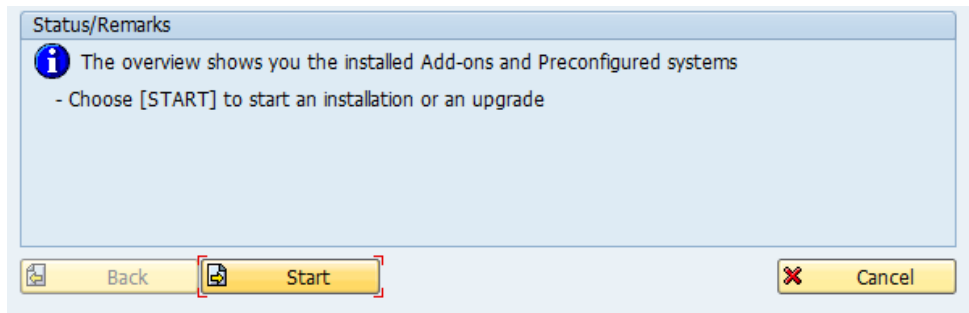 Status/Remarks
The overview shows you the installed Add-ons and Preconfigured systems
- Choose [START] to start an installation or an upgrade
Back Start Cancel